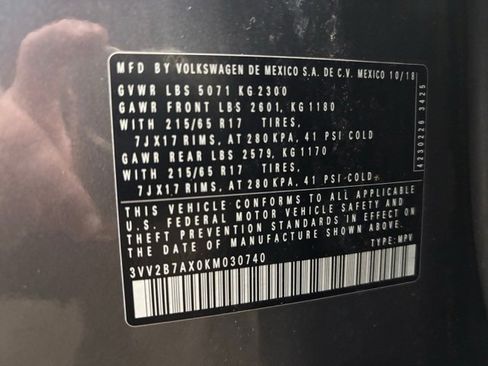 MFD BY VOLKSWAGEN DE MEXICO S.A. DE C.V. MEXICO 10/18
GVWR LBS 5071 KG 2300
GAWR FRONT LBS 2601, KG 1180
WITH 215/65 R17 TIRES,
7JX17 RIMS, AT 280 KPA, 41 PSI COLD
GAWR REAR LBS 2579, KG 1170
WITH 215/65 R17 TIRES,
7JX17 RIMS, AT 280 KPA, 41 PSI COLD
THIS VEHICLE CONFORMS TO ALL APPLICABLE
U.S. FEDERAL MOTOR VEHICLE SAFETY AND
THEFT PREVENTION STANDARDS IN EFFECT ON
THE DATE OF MANUFACTURE SHOWN ABOVE.
TYPE: MPV
3VV2B7AX0KM030740
4230226 3425